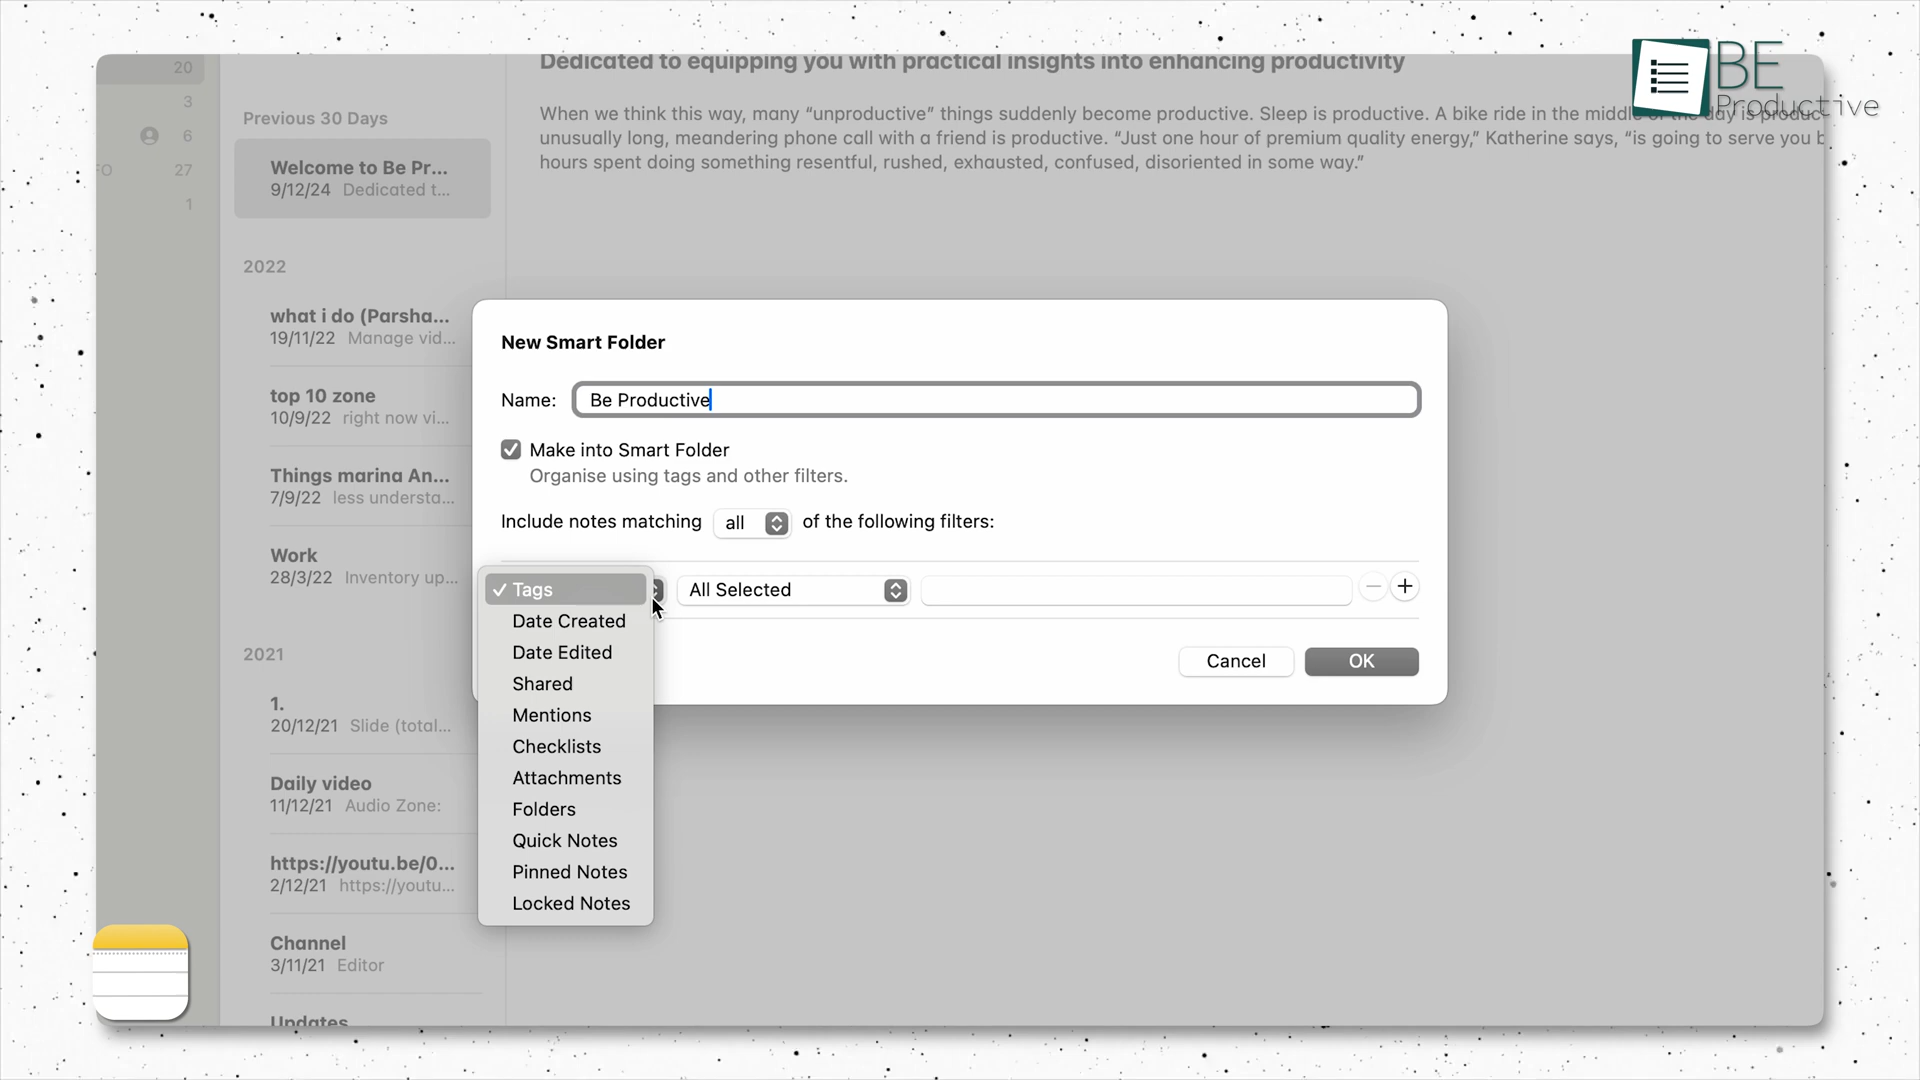 BE
Productive
20
3
6
27
1
Previous 30 Days
Welcome to Be Pr...
9/12/24 Dedicated t...
2022
what i do (Parsha...
19/11/22 Manage vid...
top 10 zone
10/9/22 right now vi...
Things marina An...
7/9/22 less understa...
Work
28/3/22 Inventory up...
2021
1.
20/12/21 Slide (total...
Daily video
11/12/21 Audio Zone:
https://youtu.be/0...
2/12/21 https://youtu...
Channel
3/11/21 Editor
Updates
Dedicated to equipping you with practical insights into enhancing productivity
When we think this way, many “unproductive” things suddenly become productive. Sleep is productive. A bike ride in the middle of the day is produc
unusually long, meandering phone call with a friend is productive. “Just one hour of premium quality energy,” Katherine says, “is going to serve you b
hours spent doing something resentful, rushed, exhausted, confused, disoriented in some way.”
New Smart Folder
Name: Be Productive
Make into Smart Folder
Organise using tags and other filters.
Include notes matching all of the following filters:
Tags
All Selected
Date Created
Date Edited
Shared
Mentions
Checklists
Attachments
Folders
Quick Notes
Pinned Notes
Locked Notes
Cancel OK